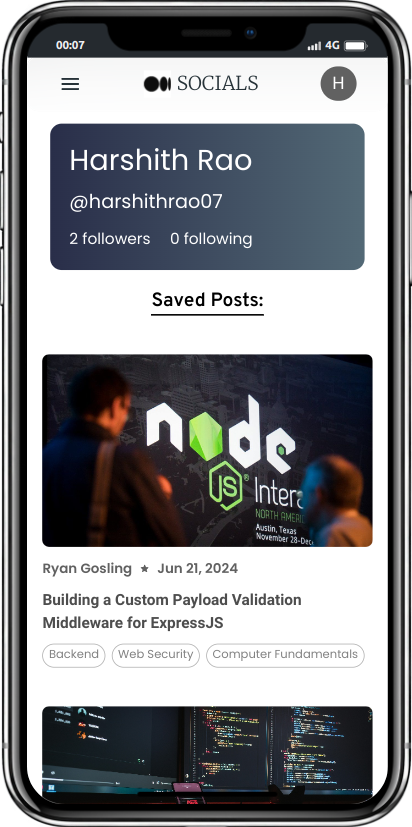 00:07
4G
SOCIALS
H
Harshith Rao
@harshithrao07
2 followers 0 following
Saved Posts:
node
JS
Intera
NORTH AMERIC
Austin, Texas
November 28-Dec
Ryan Gosling ★ Jun 21, 2024
Building a Custom Payload Validation
Middleware for ExpressJS
Backend Web Security Computer Fundamentals